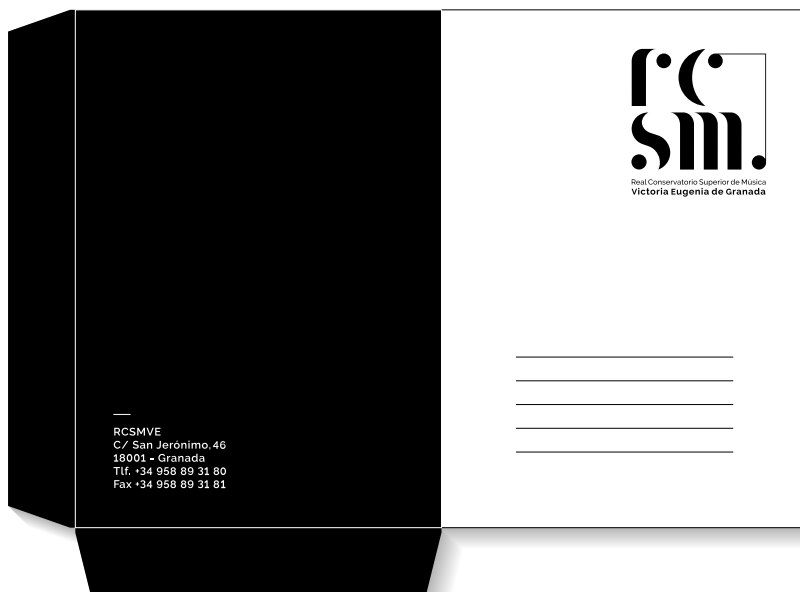 RCSMVE
C/ San Jerónimo, 46
18001 - Granada
Tlf. +34 958 89 31 80
Fax +34 958 89 31 81
rc
sm.
Real Conservatorio Superior de Música
Victoria Eugenia de Granada